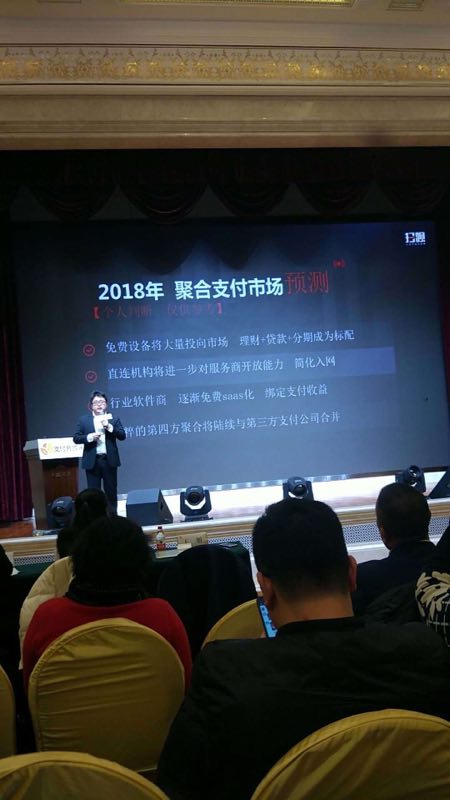 扫呗
2018年 聚合支付市场预测
【个人判断 仅供参考】
免费设备将大量投向市场 理财+贷款+分期成为标配
直连机构将进一步对服务商开放能力 简化入网
行业软件商 逐渐免费saas化 绑定支付收益
粹的第四方聚合将陆续与第三方支付公司合并
支付